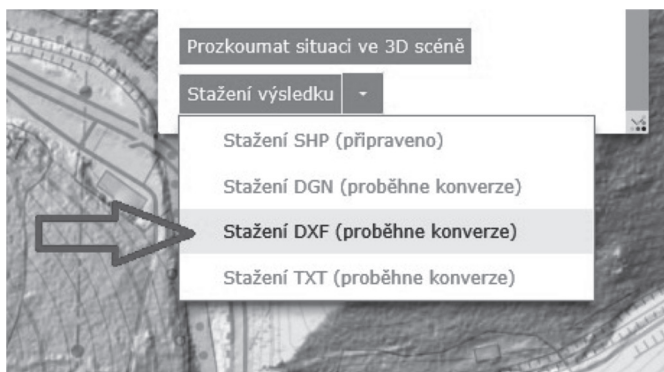 Prozkoumat situaci ve 3D scéně
Stažení výsledku
Stažení SHP (připraveno)
Stažení DGN (proběhne konverze)
Stažení DXF (proběhne konverze)
Stažení TXT (proběhne konverze)